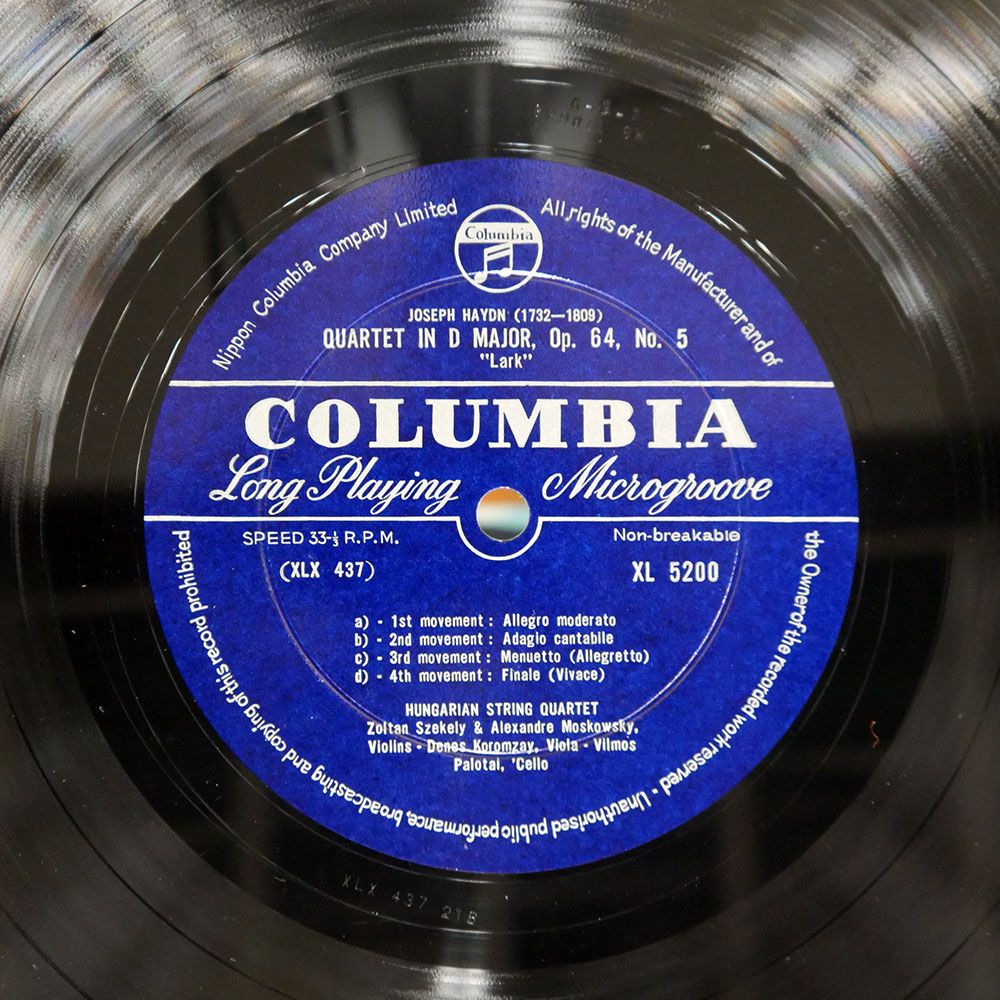 Nippon Columbia Company Limited
Columbia
All rights of the Manufacturer and of
the Owner of the recorded work reserved - Unauthorised public performance, broadcasting and copying of this record prohibited
JOSEPH HAYDN (1732—1809)
QUARTET IN D MAJOR, Op. 64, No. 5
"Lark"
COLUMBIA
Long Playing Microgroove
SPEED 33-⅓ R.P.M. Non-breakable
(XLX 437) XL 5200
a) - 1st movement : Allegro moderato
b) - 2nd movement : Adagio cantabile
c) - 3rd movement : Menuetto (Allegretto)
d) - 4th movement : Finale (Vivace)
HUNGARIAN STRING QUARTET
Zoltan Szekely & Alexandre Moskowsky,
Violins - Denes Koromzay, Viola - Vilmos
Palotai, 'Cello
XLX 437 2TB